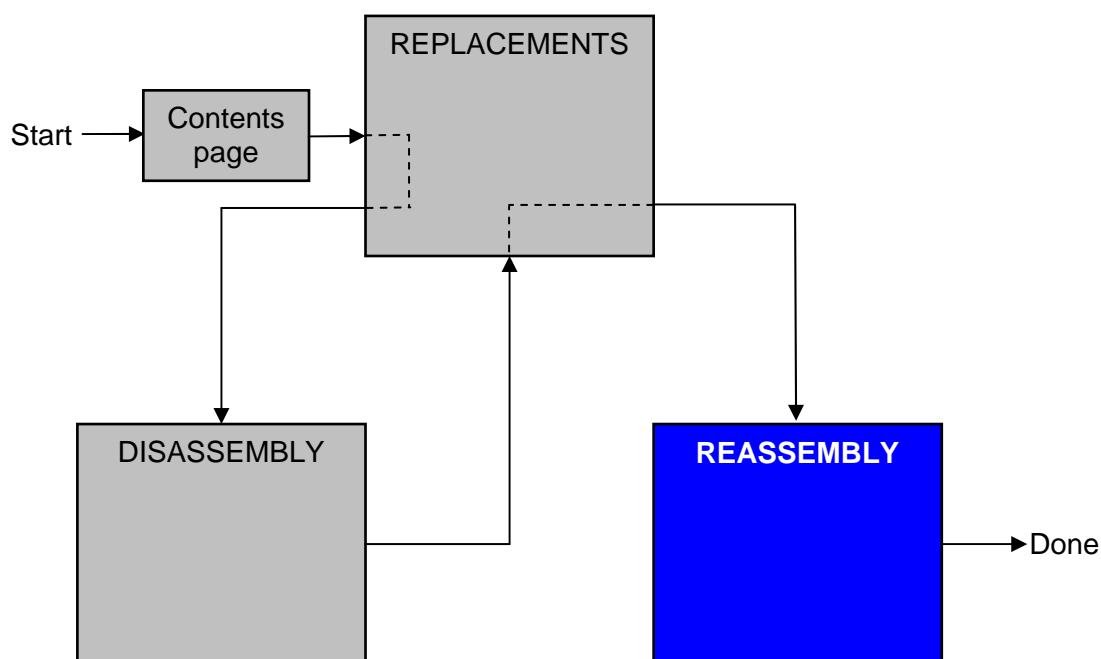 REPLACEMENTS
Start
Contents
page
DISASSEMBLY
REASSEMBLY
Done